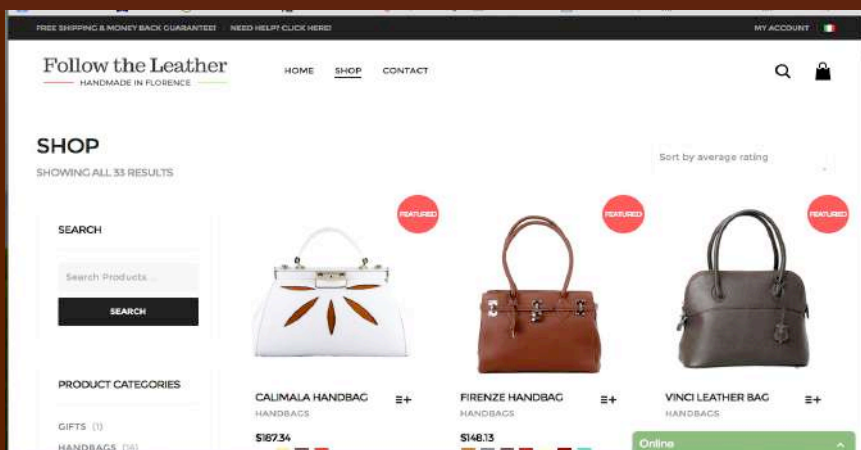 FREE SHIPPING & MONEY BACK GUARANTEE! NEED HELP? CLICK HERE!
MY ACCOUNT
Follow the Leather
HANDMADE IN FLORENCE
HOME SHOP CONTACT
SHOP
SHOWING ALL 33 RESULTS
Sort by average rating
SEARCH
Search Products...
SEARCH
PRODUCT CATEGORIES
GIFTS (1)
HANDBAGS (16)
FEATURED
CALIMALA HANDBAG
HANDBAGS
$187.34
FEATURED
FIRENZE HANDBAG
HANDBAGS
$148.13
FEATURED
VINCI LEATHER BAG
HANDBAGS
Online